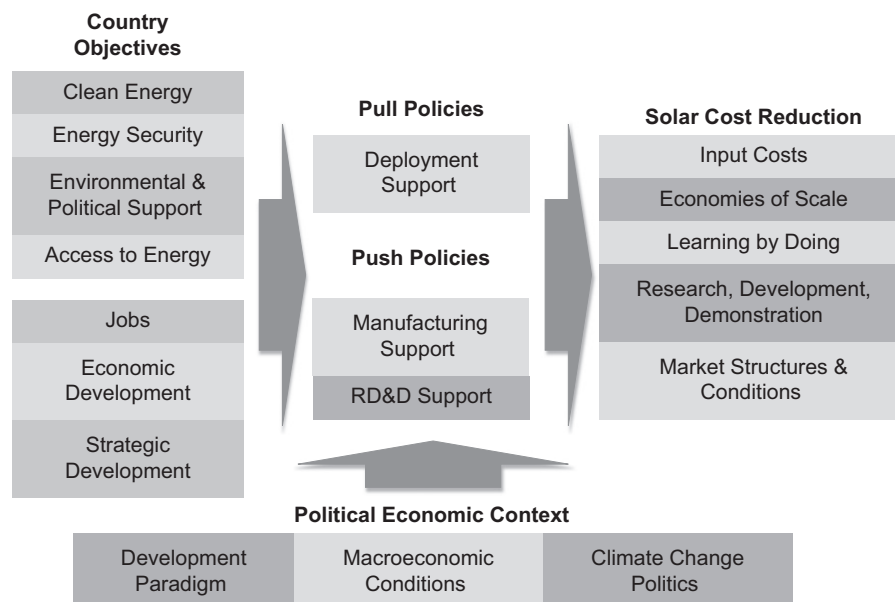 Country
Objectives
Clean Energy
Energy Security
Environmental &
Political Support
Access to Energy
Jobs
Economic
Development
Strategic
Development
Pull Policies
Deployment
Support
Push Policies
Manufacturing
Support
RD&D Support
Solar Cost Reduction
Input Costs
Economies of Scale
Learning by Doing
Research, Development,
Demonstration
Market Structures &
Conditions
Political Economic Context
Development
Paradigm
Macroeconomic
Conditions
Climate Change
Politics